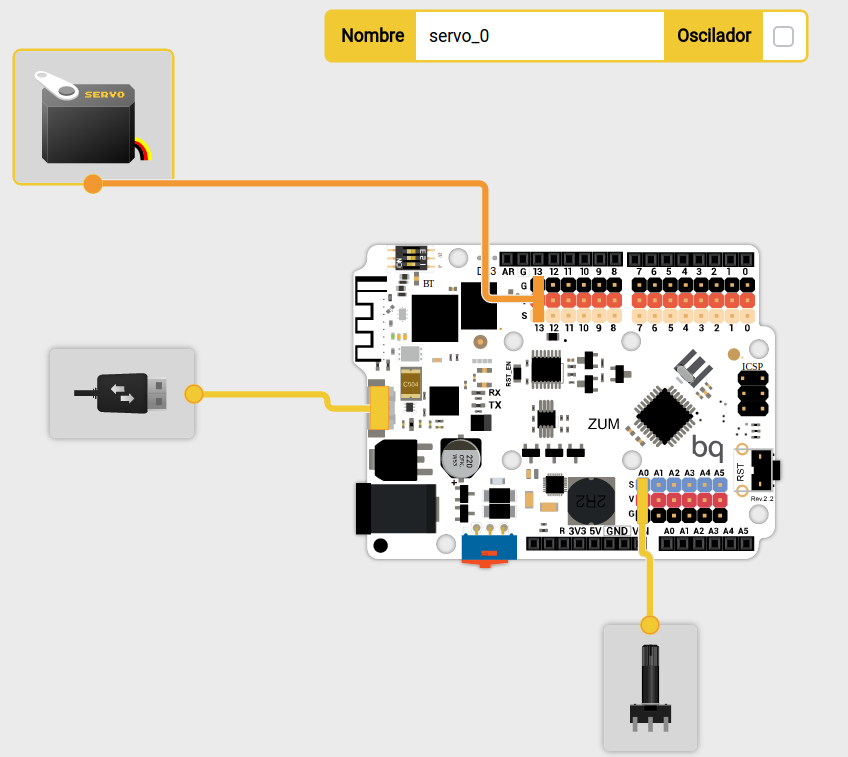 Nombre servo_0 Oscilador
SERVO
ON
BT
AR G 13 12 11 10 9 8 7 6 5 4 3 2 1 0
G
S
13 12 11 10 9 8 7 6 5 4 3 2 1 0
ICSP
RST_EN
C504
RX
TX
ZUM
bq
220
2R2
RST
Rev.2.2
A0 A1 A2 A3 A4 A5
S
V
G
R 3V3 5V GND A0 A1 A2 A3 A4 A5